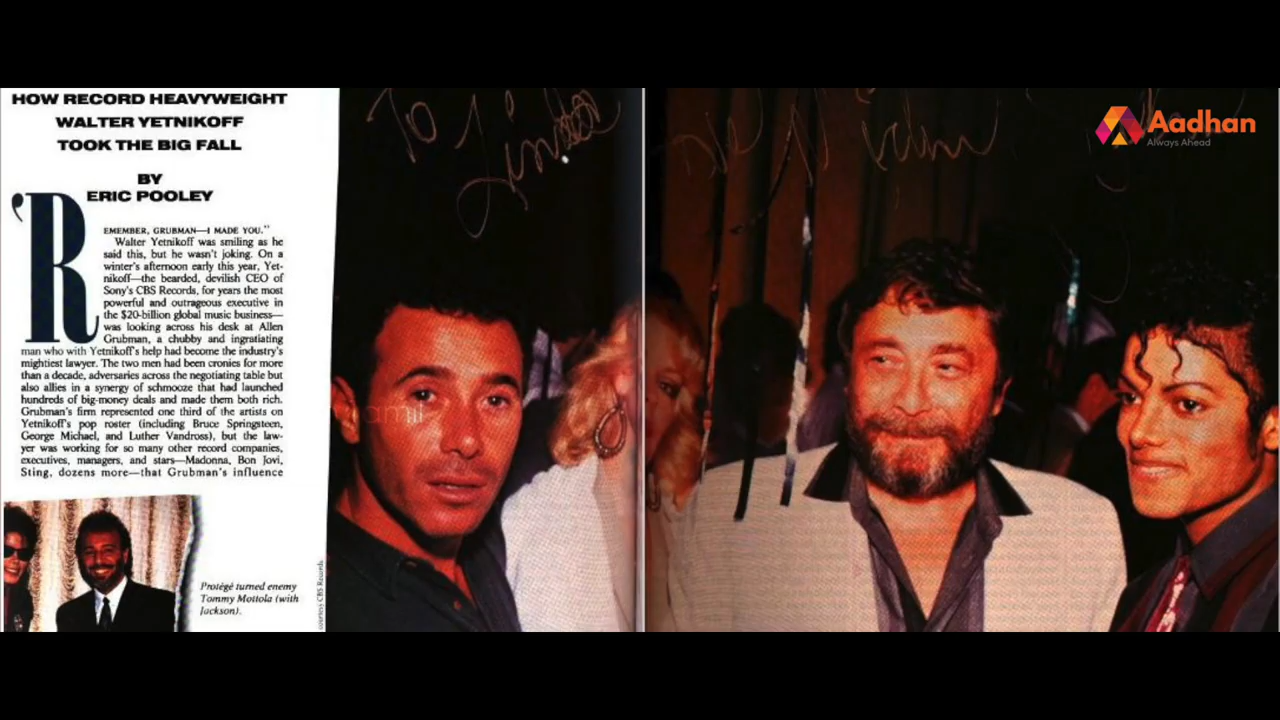 HOW RECORD HEAVYWEIGHT
WALTER YETNIKOFF
TOOK THE BIG FALL
BY
ERIC POOLEY
'R
EMEMBER, GRUBMAN—I MADE YOU."
Walter Yetnikoff was smiling as he
said this, but he wasn't joking. On a
winter's afternoon early this year, Yet-
nikoff—the bearded, devilish CEO of
Sony's CBS Records, for years the most
powerful and outrageous executive in
the $20-billion global music business—
was looking across his desk at Allen
Grubman, a chubby and ingratiating
man who with Yetnikoff's help had become the industry's
mightiest lawyer. The two men had been cronies for more
than a decade, adversaries across the negotiating table but
also allies in a synergy of schmooze that had launched
hundreds of big-money deals and made them both rich.
Grubman's firm represented one third of the artists on
Yetnikoff's pop roster (including Bruce Springsteen,
George Michael, and Luther Vandross), but the law-
yer was working for so many other record companies,
executives, managers, and stars—Madonna, Bon Jovi,
Sting, dozens more—that Grubman's influence
Protégé turned enemy
Tommy Mottola (with
Jackson).
courtesy CBS Records
To
Aadhan
Always Ahead